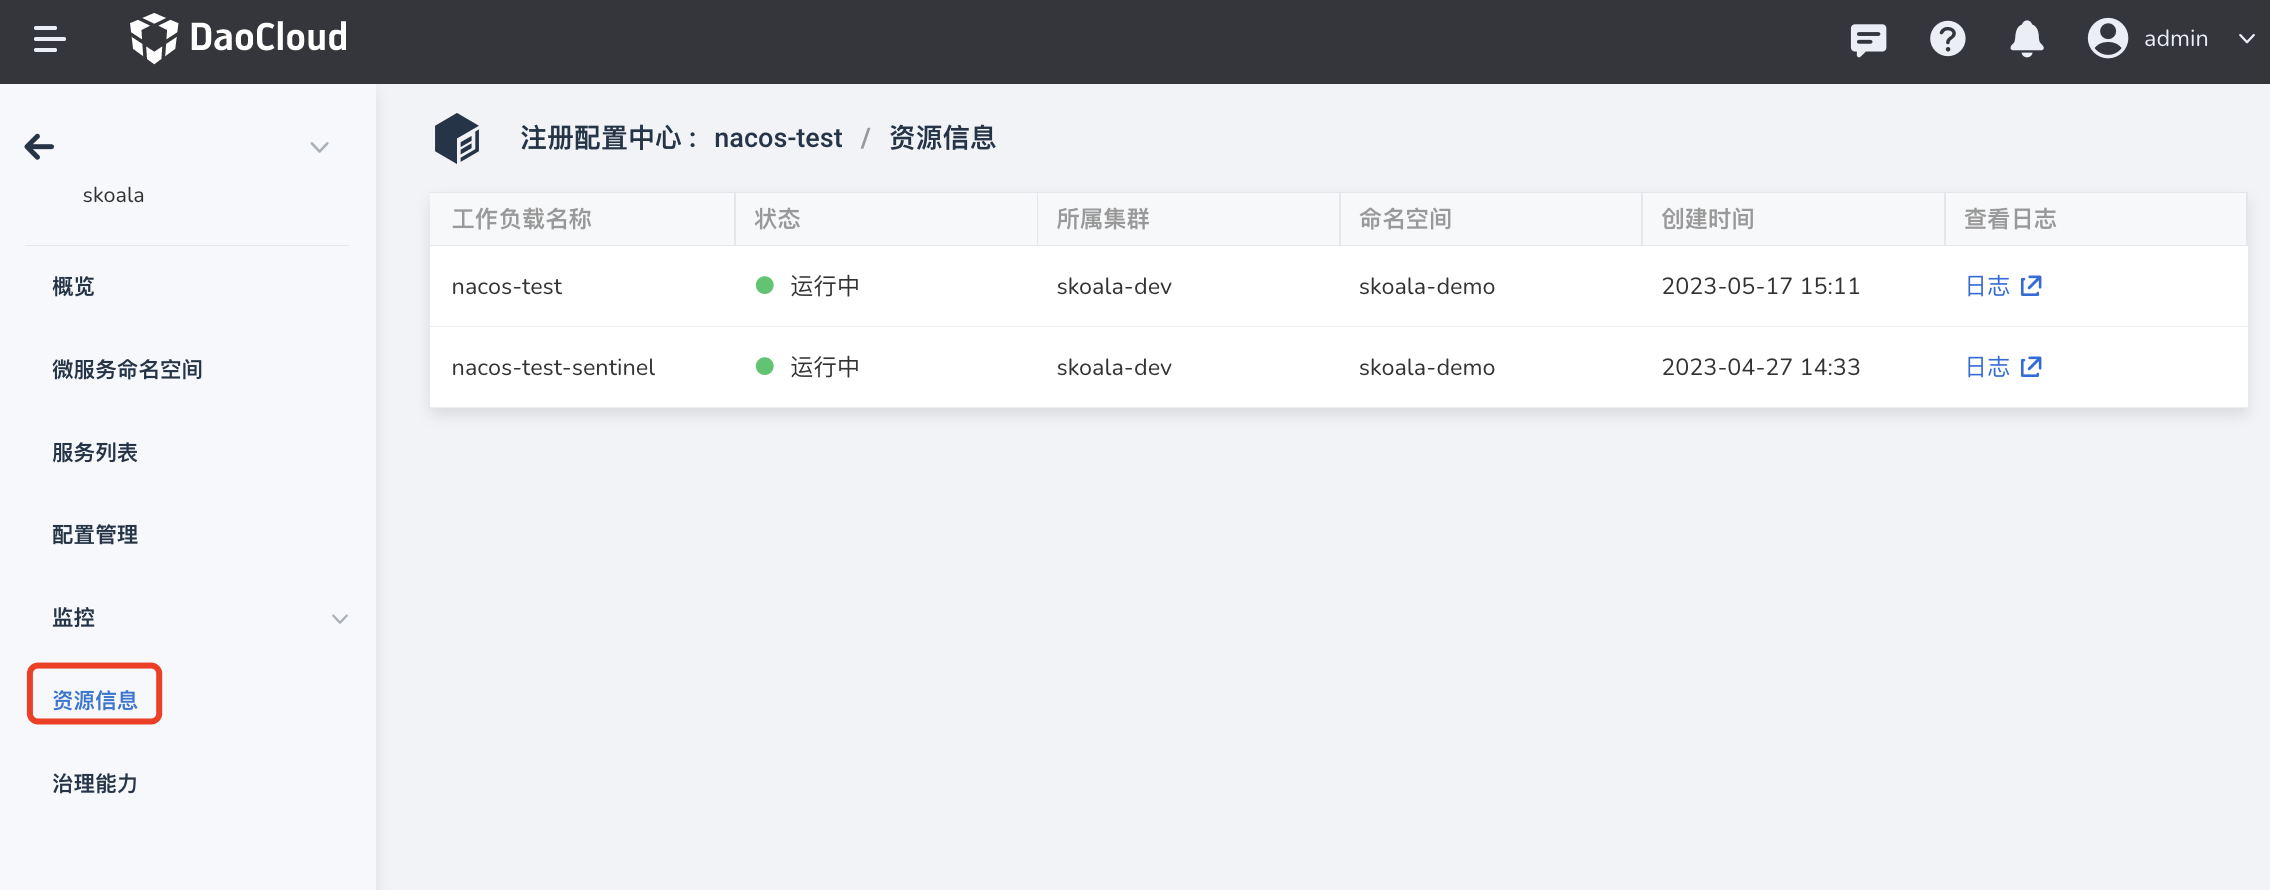 DaoCloud
admin
skoala
概览
微服务命名空间
服务列表
配置管理
监控
资源信息
治理能力
注册配置中心： nacos-test / 资源信息
工作负载名称 状态 所属集群 命名空间 创建时间 查看日志
nacos-test 运行中 skoala-dev skoala-demo 2023-05-17 15:11 日志
nacos-test-sentinel 运行中 skoala-dev skoala-demo 2023-04-27 14:33 日志